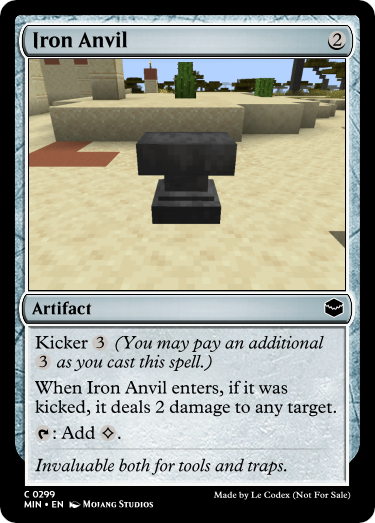 Iron Anvil 2
Artifact
Kicker 3 (You may pay an additional
3 as you cast this spell.)
When Iron Anvil enters, if it was
kicked, it deals 2 damage to any target.
: Add .
Invaluable both for tools and traps.
C 0299
MIN • EN Mojang Studios
Made by Le Codex (Not For Sale)